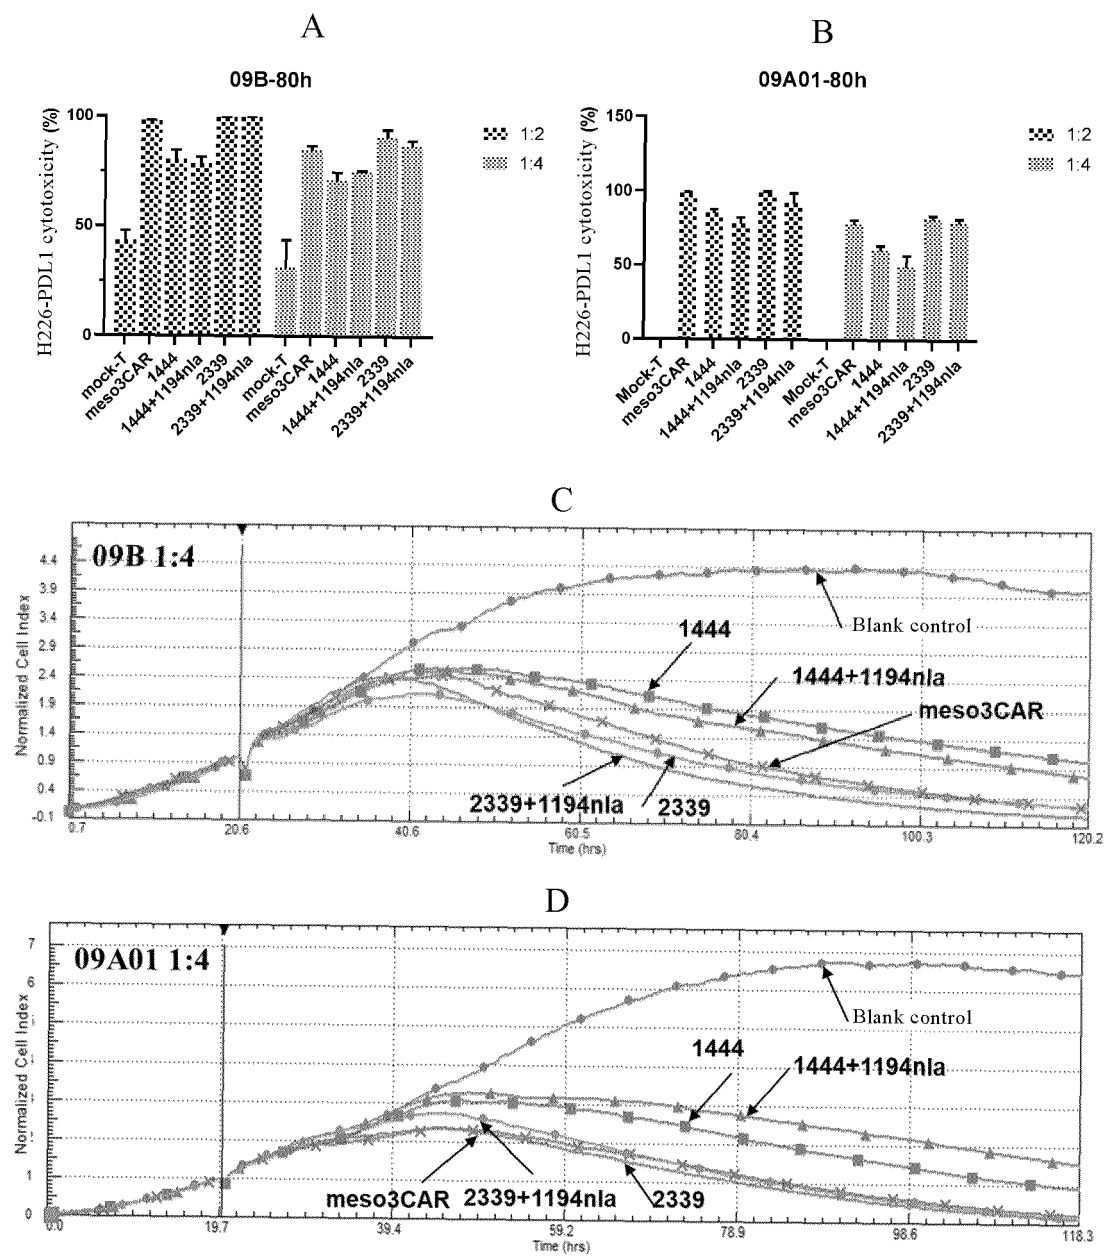 A
B
09B-80h
09A01-80h
H226-PDL1 cytotoxicity (%)
100
50
0
1:2
1:4
mock-T
meso3CAR
1444
1444+1194nla
2339
2339+1194nla
mock-T
meso3CAR
1444
1444+1194nla
2339
2339+1194nla
H226-PDL1 cytotoxicity (%)
150
100
50
0
1:2
1:4
Mock-T
meso3CAR
1444
1444+1194nla
2339
2339+1194nla
Mock-T
meso3CAR
1444
1444+1194nla
2339
2339+1194nla
C
09B 1:4
Normalized Cell Index
4.4
3.9
3.4
2.9
2.4
1.9
1.4
0.9
0.4
-0.1
Blank control
1444
1444+1194nla
meso3CAR
2339+1194nla
2339
0.7
20.6
40.6
60.5
80.4
100.3
120.2
Time (hrs)
D
09A01 1:4
Normalized Cell Index
7
6
2
1
0
Blank control
1444
1444+1194nla
meso3CAR
2339+1194nla
2339
0.0
19.7
39.4
59.2
78.9
98.6
118.3
Time (hrs)